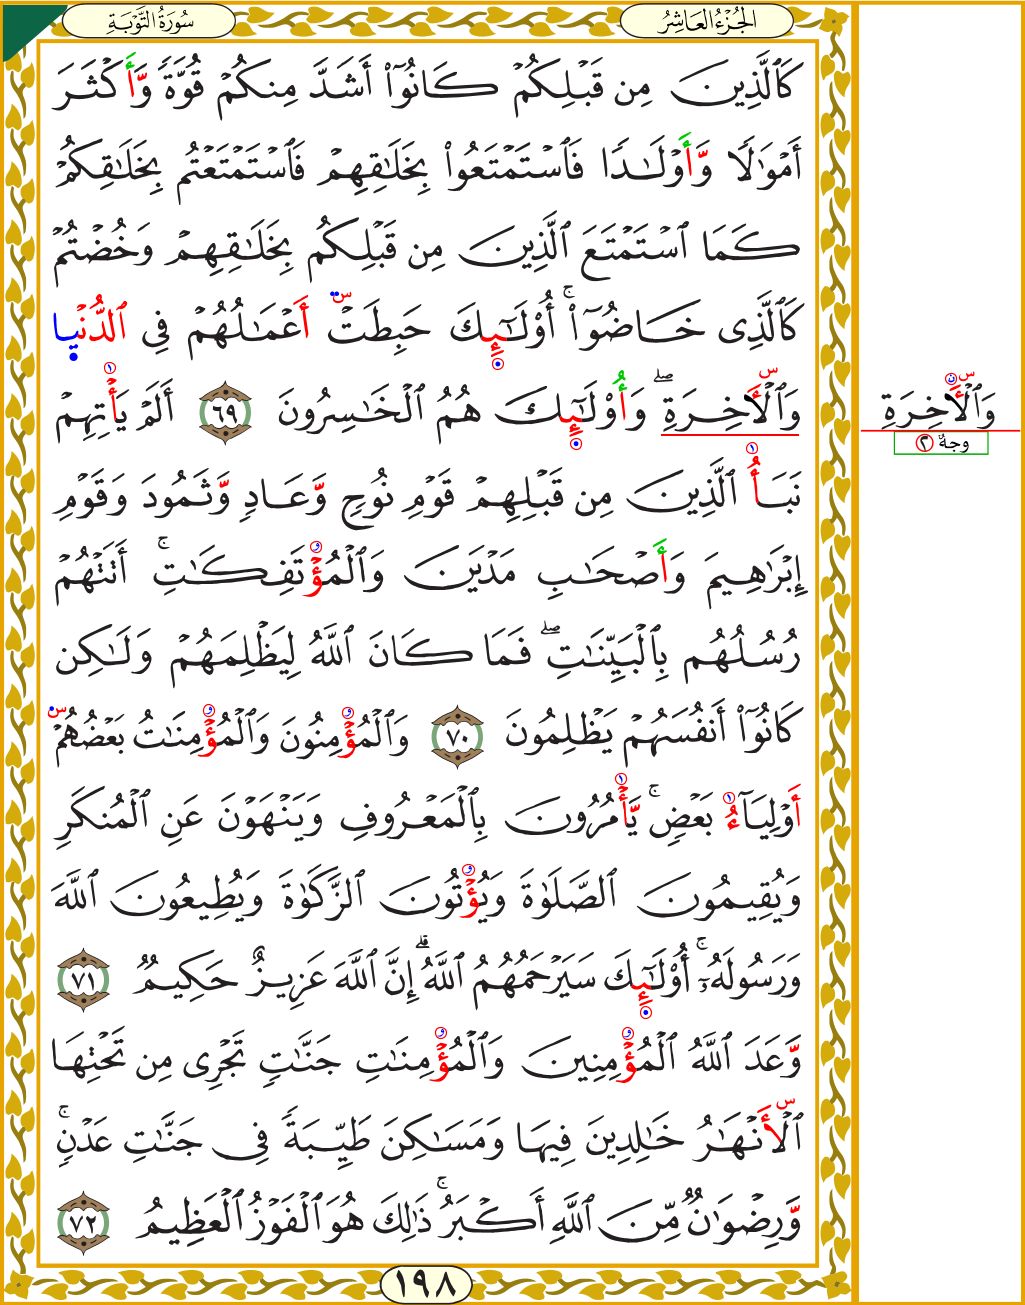 الجُزْءُ العَاشِرُ
سُورَةُ التَّوْبَةِ
كَٱلَّذِينَ مِن قَبْلِكُمْ كَانُوٓا۟ أَشَدَّ مِنكُمْ قُوَّةً وَّأَكْثَرَ
أَمْوَٰلًا وَّأَوْلَـٰدًا فَٱسْتَمْتَعُوا۟ بِخَلَـٰقِهِمْ فَٱسْتَمْتَعْتُم بِخَلَـٰقِكُمْ
كَمَا ٱسْتَمْتَعَ ٱلَّذِينَ مِن قَبْلِكُم بِخَلَـٰقِهِمْ وَخُضْتُمْ
كَٱلَّذِى خَاضُوٓا۟ ۚ أُو۟لَـٰٓئِكَ حَبِطَتْ أَعْمَـٰلُهُمْ فِى ٱلدُّنْيَا
وَٱلْـَٔاخِرَةِ ۖ وَأُو۟لَـٰٓئِكَ هُمُ ٱلْخَـٰسِرُونَ ٦٩ أَلَمْ يَأْتِهِمْ
نَبَأُ ٱلَّذِينَ مِن قَبْلِهِمْ قَوْمِ نُوحٍ وَّعَادٍ وَّثَمُودَ وَقَوْمِ
إِبْرَٰهِيمَ وَأَصْحَـٰبِ مَدْيَنَ وَٱلْمُؤْتَفِكَـٰتِ ۚ أَتَتْهُمْ
رُسُلُهُم بِٱلْبَيِّنَـٰتِ ۖ فَمَا كَانَ ٱللَّهُ لِيَظْلِمَهُمْ وَلَـٰكِن
كَانُوٓا۟ أَنفُسَهُمْ يَظْلِمُونَ ٧٠ وَٱلْمُؤْمِنُونَ وَٱلْمُؤْمِنَـٰتُ بَعْضُهُمْ
أَوْلِيَآءُ بَعْضٍ ۚ يَّأْمُرُونَ بِٱلْمَعْرُوفِ وَيَنْهَوْنَ عَنِ ٱلْمُنكَرِ
وَيُقِيمُونَ ٱلصَّلَوٰةَ وَيُؤْتُونَ ٱلزَّكَوٰةَ وَيُطِيعُونَ ٱللَّهَ
وَرَسُولَهُۥٓ ۚ أُو۟لَـٰٓئِكَ سَيَرْحَمُهُمُ ٱللَّهُ ۗ إِنَّ ٱللَّهَ عَزِيزٌ حَكِيمٌ ٧١
وَّعَدَ ٱللَّهُ ٱلْمُؤْمِنِينَ وَٱلْمُؤْمِنَـٰتِ جَنَّـٰتٍ تَجْرِى مِن تَحْتِهَا
ٱلْأَنْهَـٰرُ خَـٰلِدِينَ فِيهَا وَمَسَـٰكِنَ طَيِّبَةً فِى جَنَّـٰتِ عَدْنٍ ۚ
وَّرِضْوَٰنٌ مِّنَ ٱللَّهِ أَكْبَرُ ۚ ذَٰلِكَ هُوَ ٱلْفَوْزُ ٱلْعَظِيمُ ٧٢
١٩٨
وَٱلْـَٔاخِرَةِ
وجهٌ ٣